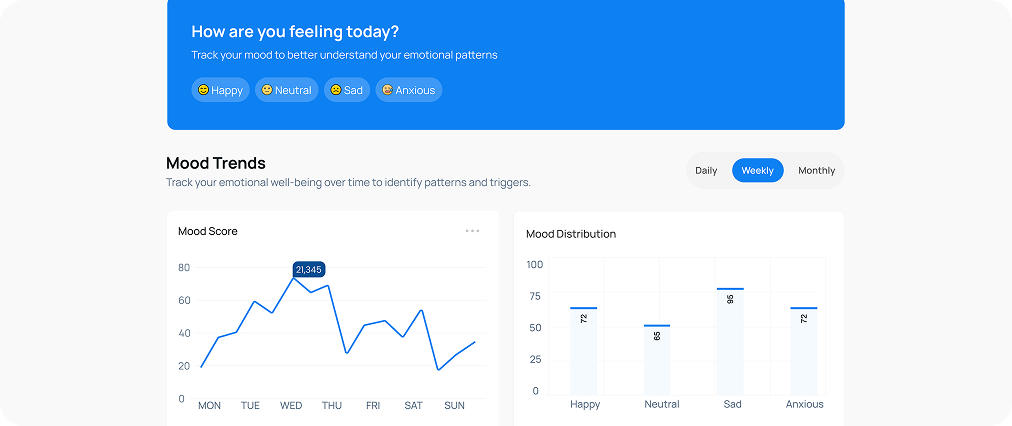 How are you feeling today?
Track your mood to better understand your emotional patterns
😊 Happy 🙂 Neutral ☹️ Sad 😰 Anxious
Mood Trends
Track your emotional well-being over time to identify patterns and triggers.
Daily Weekly Monthly
Mood Score
21,345
80
60
40
20
0
MON TUE WED THU FRI SAT SUN
Mood Distribution
100
75
50
25
0
72 65 95 72
Happy Neutral Sad Anxious